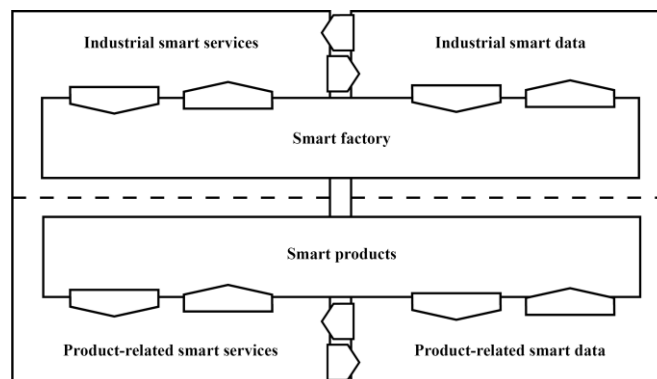 Industrial smart services
Industrial smart data
Smart factory
Smart products
Product-related smart services
Product-related smart data